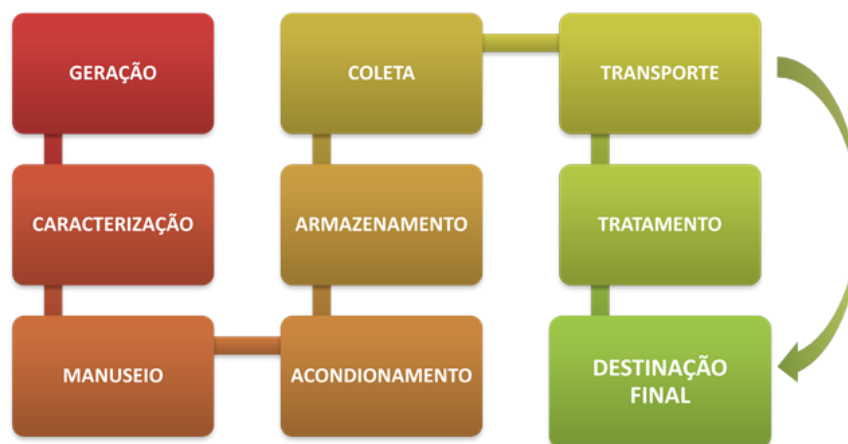 GERAÇÃO
CARACTERIZAÇÃO
MANUSEIO
ACONDIONAMENTO
ARMAZENAMENTO
COLETA
TRANSPORTE
TRATAMENTO
DESTINAÇÃO
FINAL